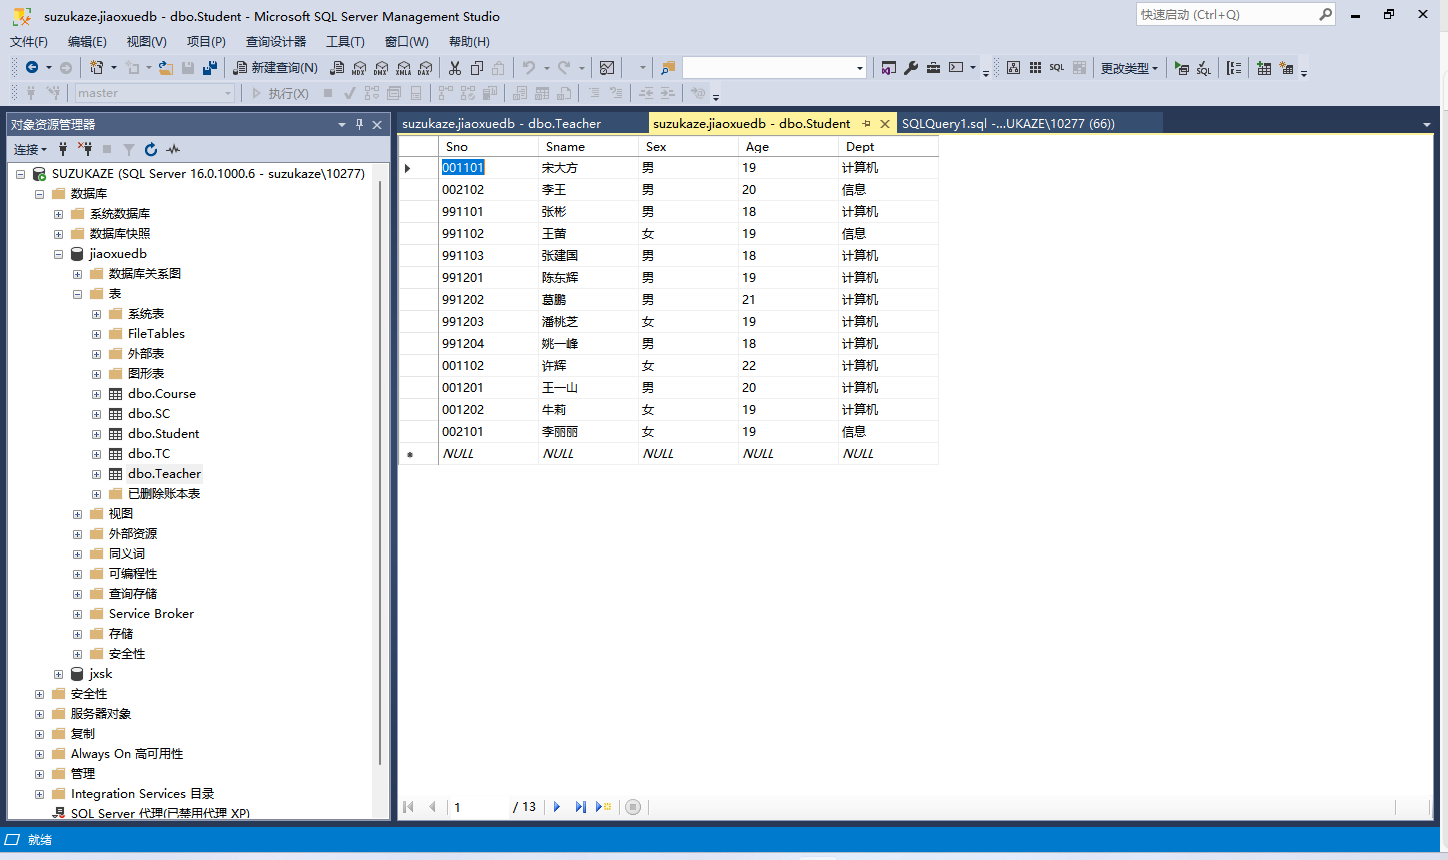 suzukaze.jiaoxuedb - dbo.Student - Microsoft SQL Server Management Studio
快速启动 (Ctrl+Q)
文件(F) 编辑(E) 视图(V) 项目(P) 查询设计器 工具(T) 窗口(W) 帮助(H)
新建查询(N) MDX DMX XMLA DAX SQL 更改类型 SQL
master 执行(X)
对象资源管理器
连接
SUZUKAZE (SQL Server 16.0.1000.6 - suzukaze\10277)
数据库
系统数据库
数据库快照
jiaoxuedb
数据库关系图
表
系统表
FileTables
外部表
图形表
dbo.Course
dbo.SC
dbo.Student
dbo.TC
dbo.Teacher
已删除账本表
视图
外部资源
同义词
可编程性
查询存储
Service Broker
存储
安全性
jxsk
安全性
服务器对象
复制
Always On 高可用性
管理
Integration Services 目录
SQL Server 代理(已禁用代理 XP)
suzukaze.jiaoxuedb - dbo.Teacher suzukaze.jiaoxuedb - dbo.Student SQLQuery1.sql -...UKAZE\10277 (66))
Sno Sname Sex Age Dept
001101 宋大方 男 19 计算机
002102 李王 男 20 信息
991101 张彬 男 18 计算机
991102 王茴 女 19 信息
991103 张建国 男 18 计算机
991201 陈东辉 男 19 计算机
991202 葛鹏 男 21 计算机
991203 潘桃芝 女 19 计算机
991204 姚一峰 男 18 计算机
001102 许辉 女 22 计算机
001201 王一山 男 20 计算机
001202 牛莉 女 19 计算机
002101 李丽丽 女 19 信息
NULL NULL NULL NULL NULL
1 / 13
就绪